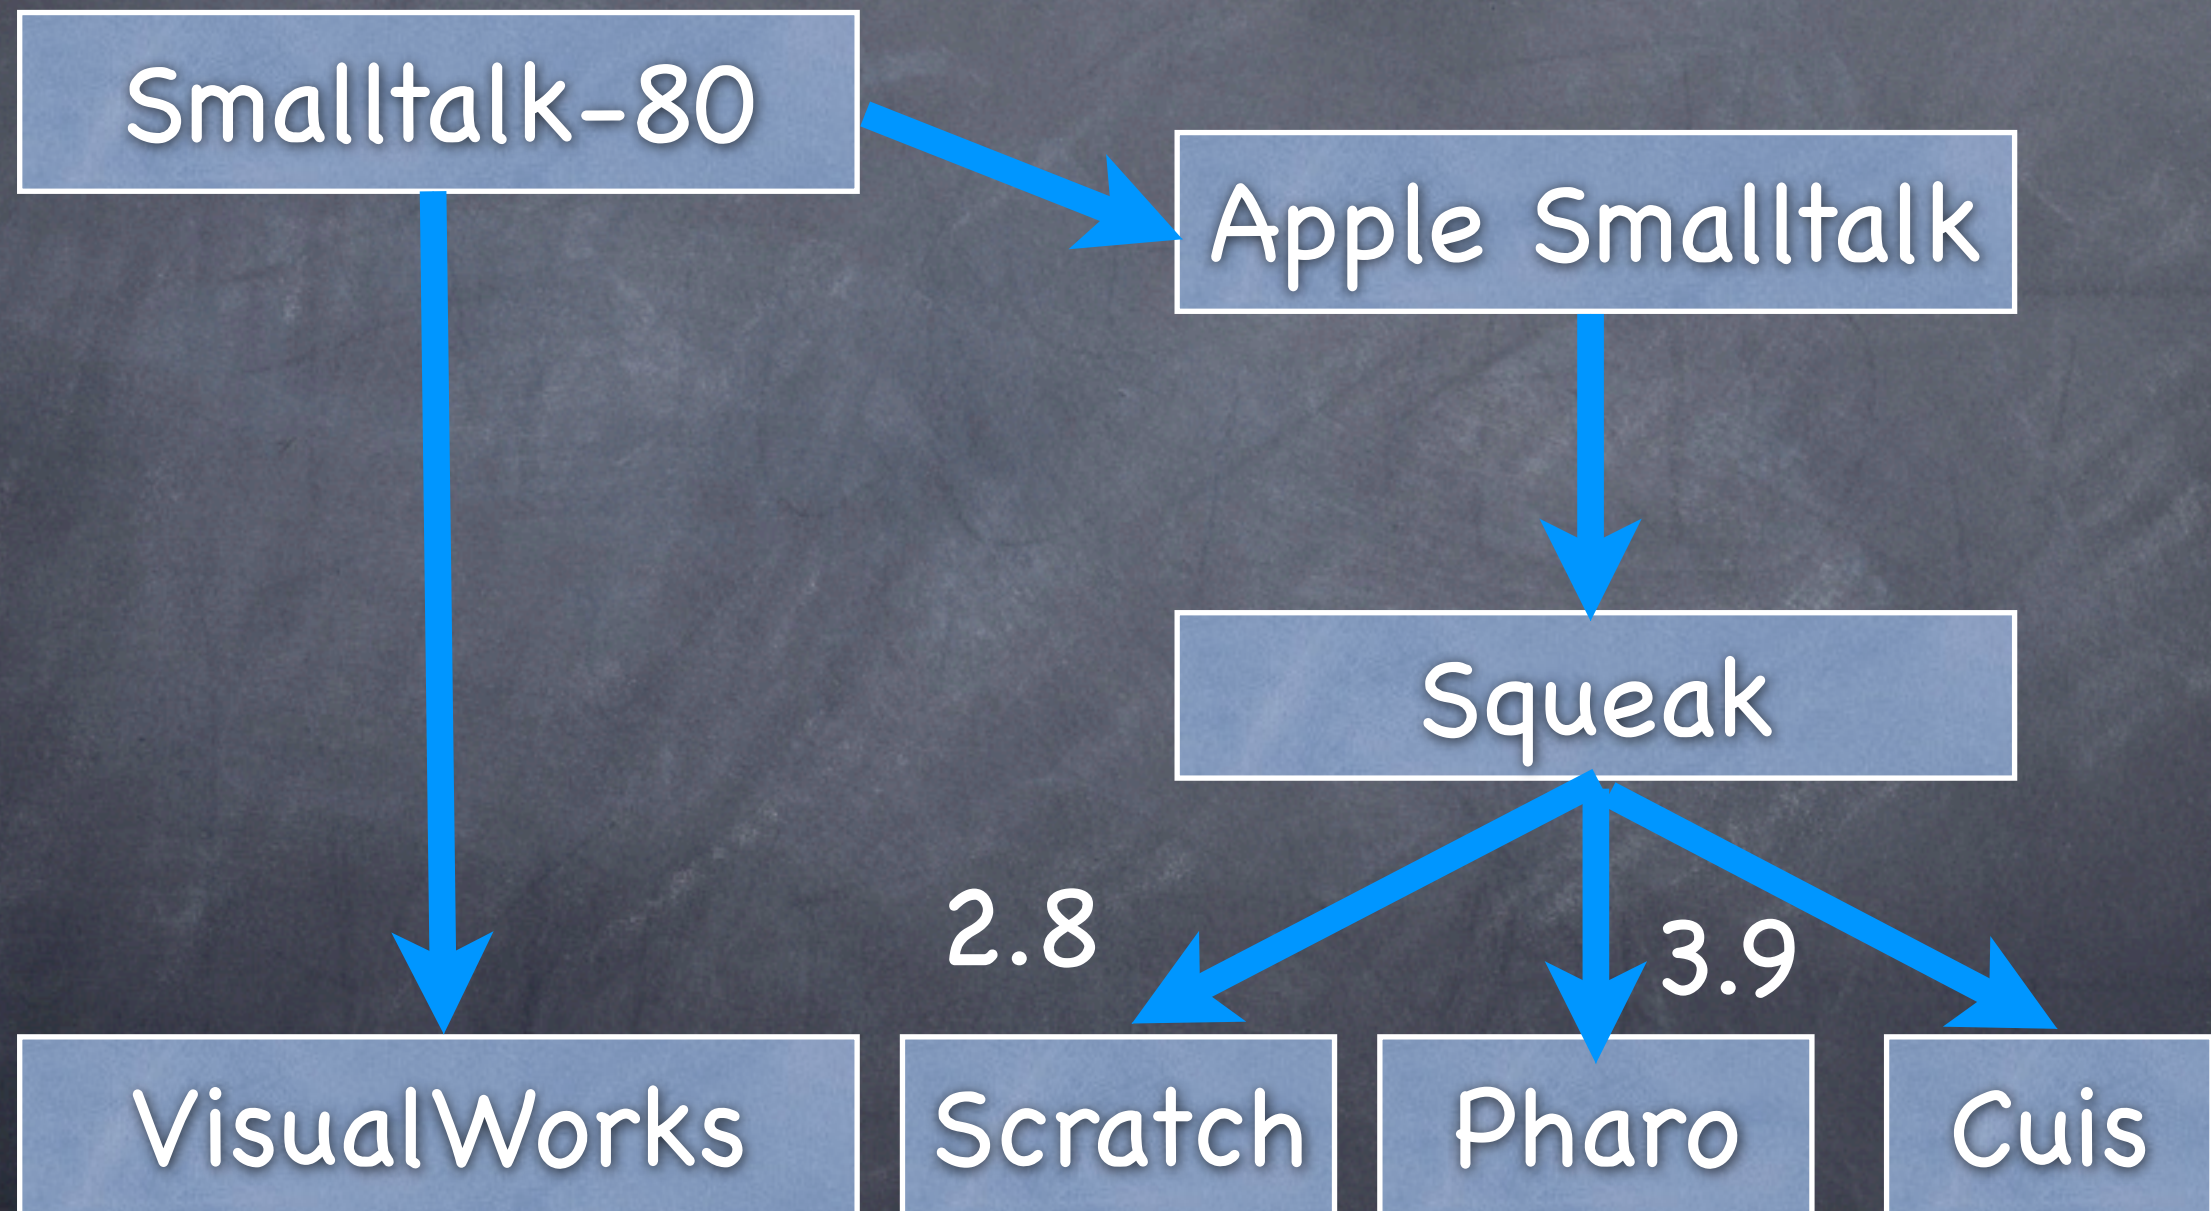 Smalltalk-80
Apple Smalltalk
Squeak
2.8
3.9
VisualWorks
Scratch
Pharo
Cuis